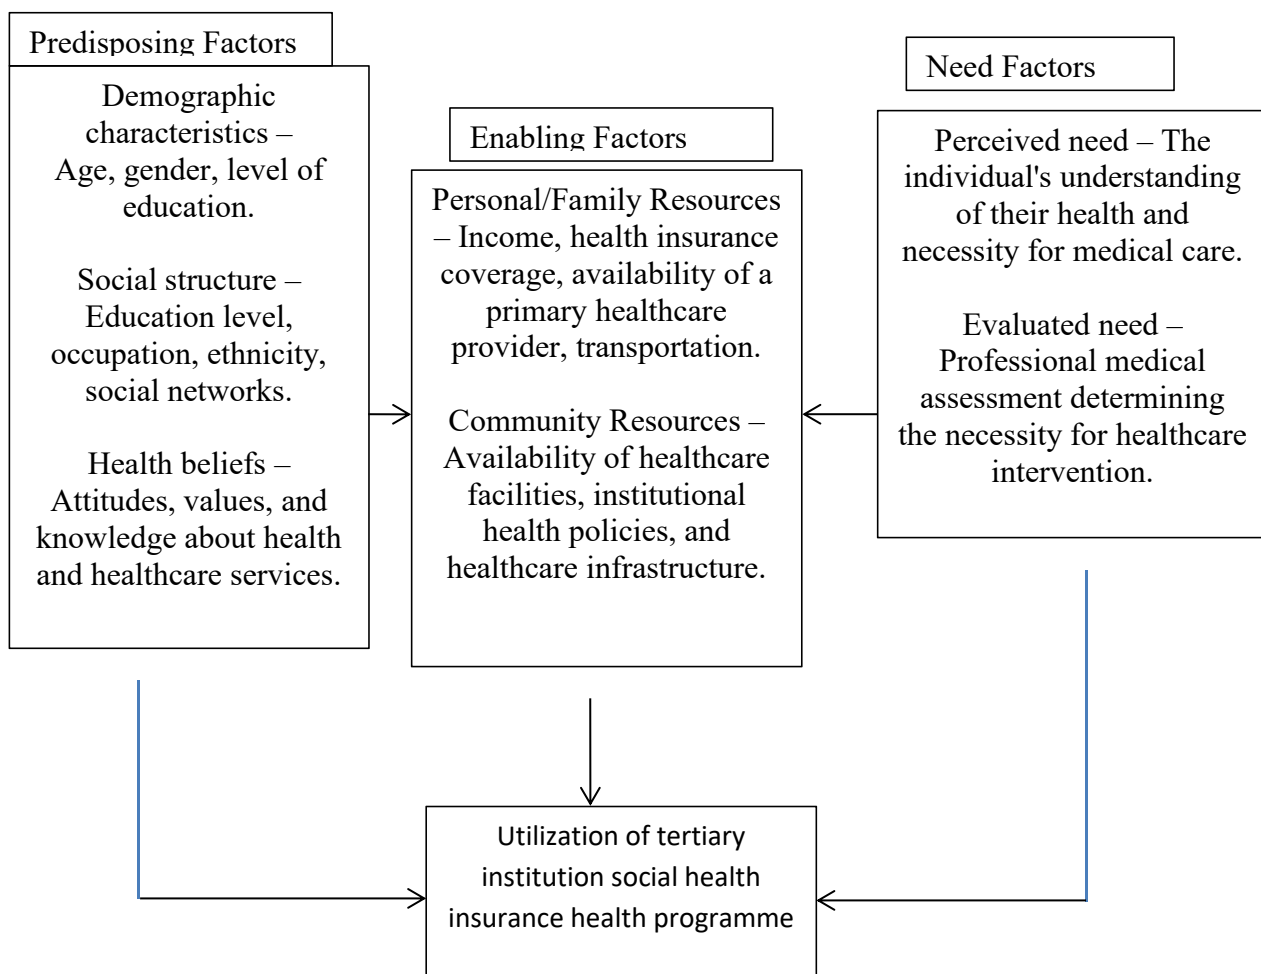 Predisposing Factors
Demographic
characteristics –
Age, gender, level of
education.
Social structure –
Education level,
occupation, ethnicity,
social networks.
Health beliefs –
Attitudes, values, and
knowledge about health
and healthcare services.
Enabling Factors
Personal/Family Resources
– Income, health insurance
coverage, availability of a
primary healthcare
provider, transportation.
Community Resources –
Availability of healthcare
facilities, institutional
health policies, and
healthcare infrastructure.
Need Factors
Perceived need – The
individual's understanding
of their health and
necessity for medical care.
Evaluated need –
Professional medical
assessment determining
the necessity for healthcare
intervention.
Utilization of tertiary
institution social health
insurance health programme